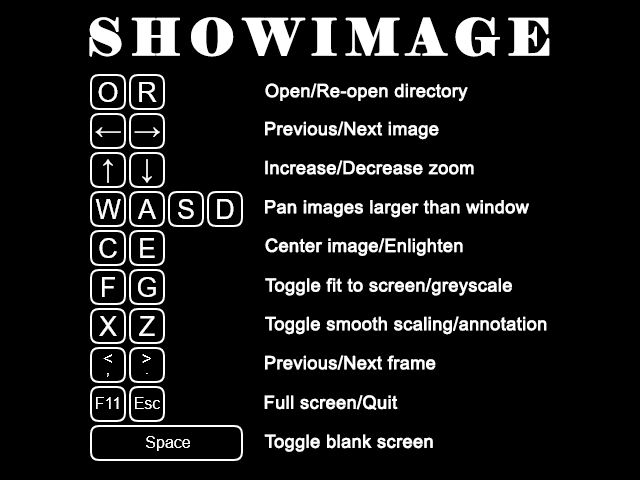 SHOWIMAGE
O R Open/Re-open directory
← → Previous/Next image
↑ ↓ Increase/Decrease zoom
W A S D Pan images larger than window
C E Center image/Enlighten
F G Toggle fit to screen/greyscale
X Z Toggle smooth scaling/annotation
< , > . Previous/Next frame
F11 Esc Full screen/Quit
Space Toggle blank screen